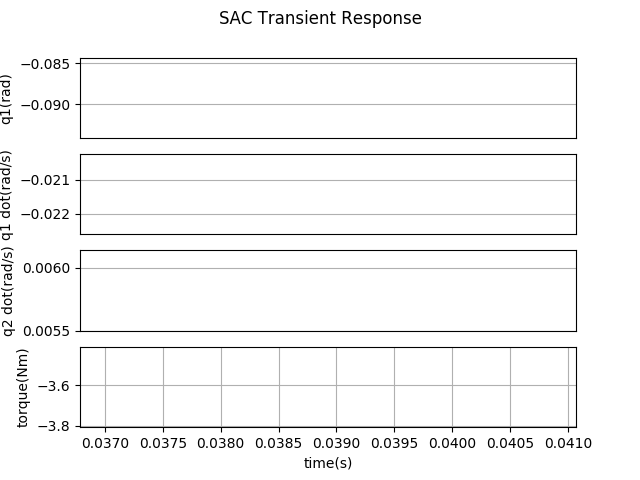 SAC Transient Response
q1(rad)
−0.085
−0.090
q1 dot(rad/s)
−0.021
−0.022
q2 dot(rad/s)
0.0060
0.0055
torque(Nm)
−3.6
−3.8
0.0370 0.0375 0.0380 0.0385 0.0390 0.0395 0.0400 0.0405 0.0410
time(s)